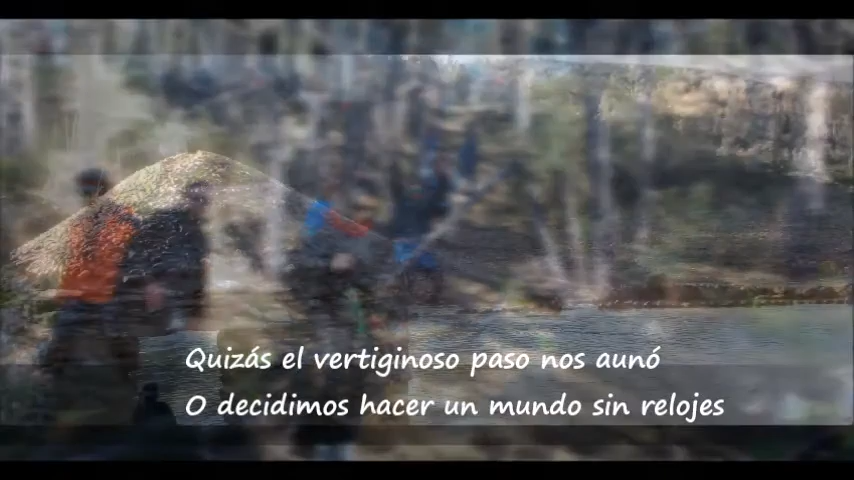 Quizás el vertiginoso paso nos aunó
O decidimos hacer un mundo sin relojes